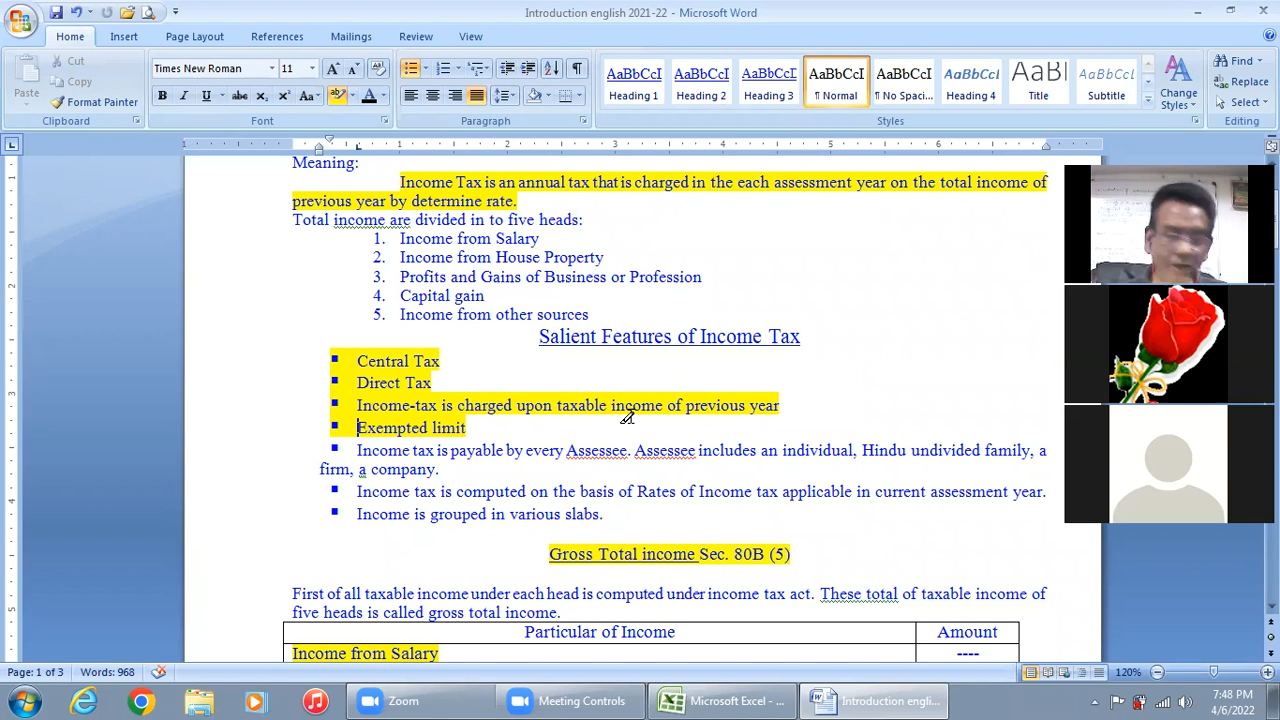 Introduction english 2021-22 - Microsoft Word
Home Insert Page Layout References Mailings Review View
Cut
Copy
Paste
Format Painter
Clipboard
Times New Roman 11
Font
Paragraph
AaBbCcI AaBbCcI AaBbCcI AaBbCcI AaBbCcI AaBbCcI AaBbCcI AaBbCcI
Heading 1 Heading 2 Heading 3 ¶ Normal ¶ No Spaci... Heading 4 Title Subtitle
Change Styles
Styles
Find
Replace
Select
Editing
Meaning:
Income Tax is an annual tax that is charged in the each assessment year on the total income of
previous year by determine rate.
Total income are divided in to five heads:
1. Income from Salary
2. Income from House Property
3. Profits and Gains of Business or Profession
4. Capital gain
5. Income from other sources
Salient Features of Income Tax
▪ Central Tax
▪ Direct Tax
▪ Income-tax is charged upon taxable income of previous year
▪ Exempted limit
▪ Income tax is payable by every Assessee. Assessee includes an individual, Hindu undivided family, a
firm, a company.
▪ Income tax is computed on the basis of Rates of Income tax applicable in current assessment year.
▪ Income is grouped in various slabs.
Gross Total income Sec. 80B (5)
First of all taxable income under each head is computed under income tax act. These total of taxable income of
five heads is called gross total income.
Particular of Income Amount
Income from Salary ----
Page: 1 of 3 Words: 968 120%
Zoom Meeting Controls Microsoft Excel - ... Introduction english ...
7:48 PM
4/6/2022